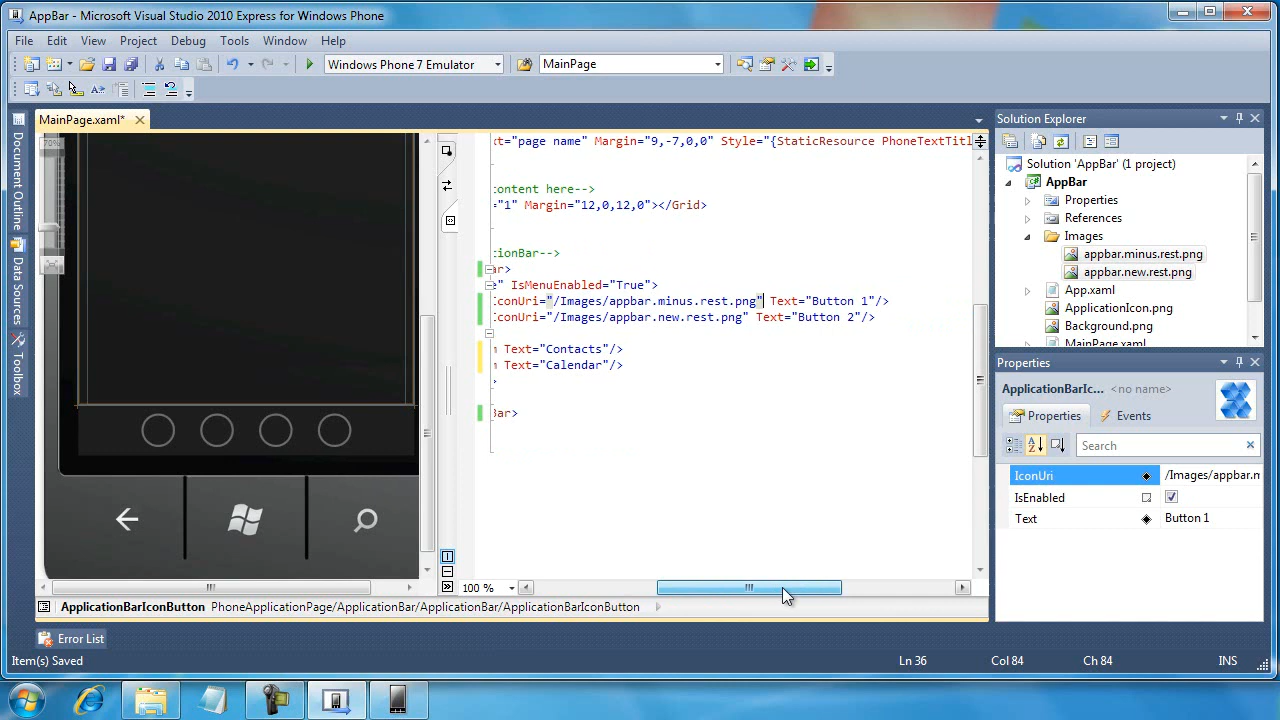 AppBar - Microsoft Visual Studio 2010 Express for Windows Phone
File Edit View Project Debug Tools Window Help
Windows Phone 7 Emulator MainPage
MainPage.xaml*
Document Outline
Data Sources
Toolbox
70%
:t="page name" Margin="9,-7,0,0" Style="{StaticResource PhoneTextTitl
content here-->
="1" Margin="12,0,12,0"></Grid>
tionBar-->
ar>
e" IsMenuEnabled="True">
conUri="/Images/appbar.minus.rest.png" Text="Button 1"/>
conUri="/Images/appbar.new.rest.png" Text="Button 2"/>
Text="Contacts"/>
Text="Calendar"/>
>
Bar>
100 %
ApplicationBarIconButton PhoneApplicationPage/ApplicationBar/ApplicationBar/ApplicationBarIconButton
Solution Explorer
Solution 'AppBar' (1 project)
AppBar
Properties
References
Images
appbar.minus.rest.png
appbar.new.rest.png
App.xaml
ApplicationIcon.png
Background.png
MainPage.xaml
Properties
ApplicationBarIc... <no name>
Properties Events
Search
IconUri /Images/appbar.m
IsEnabled
Text Button 1
Error List
Item(s) Saved Ln 36 Col 84 Ch 84 INS